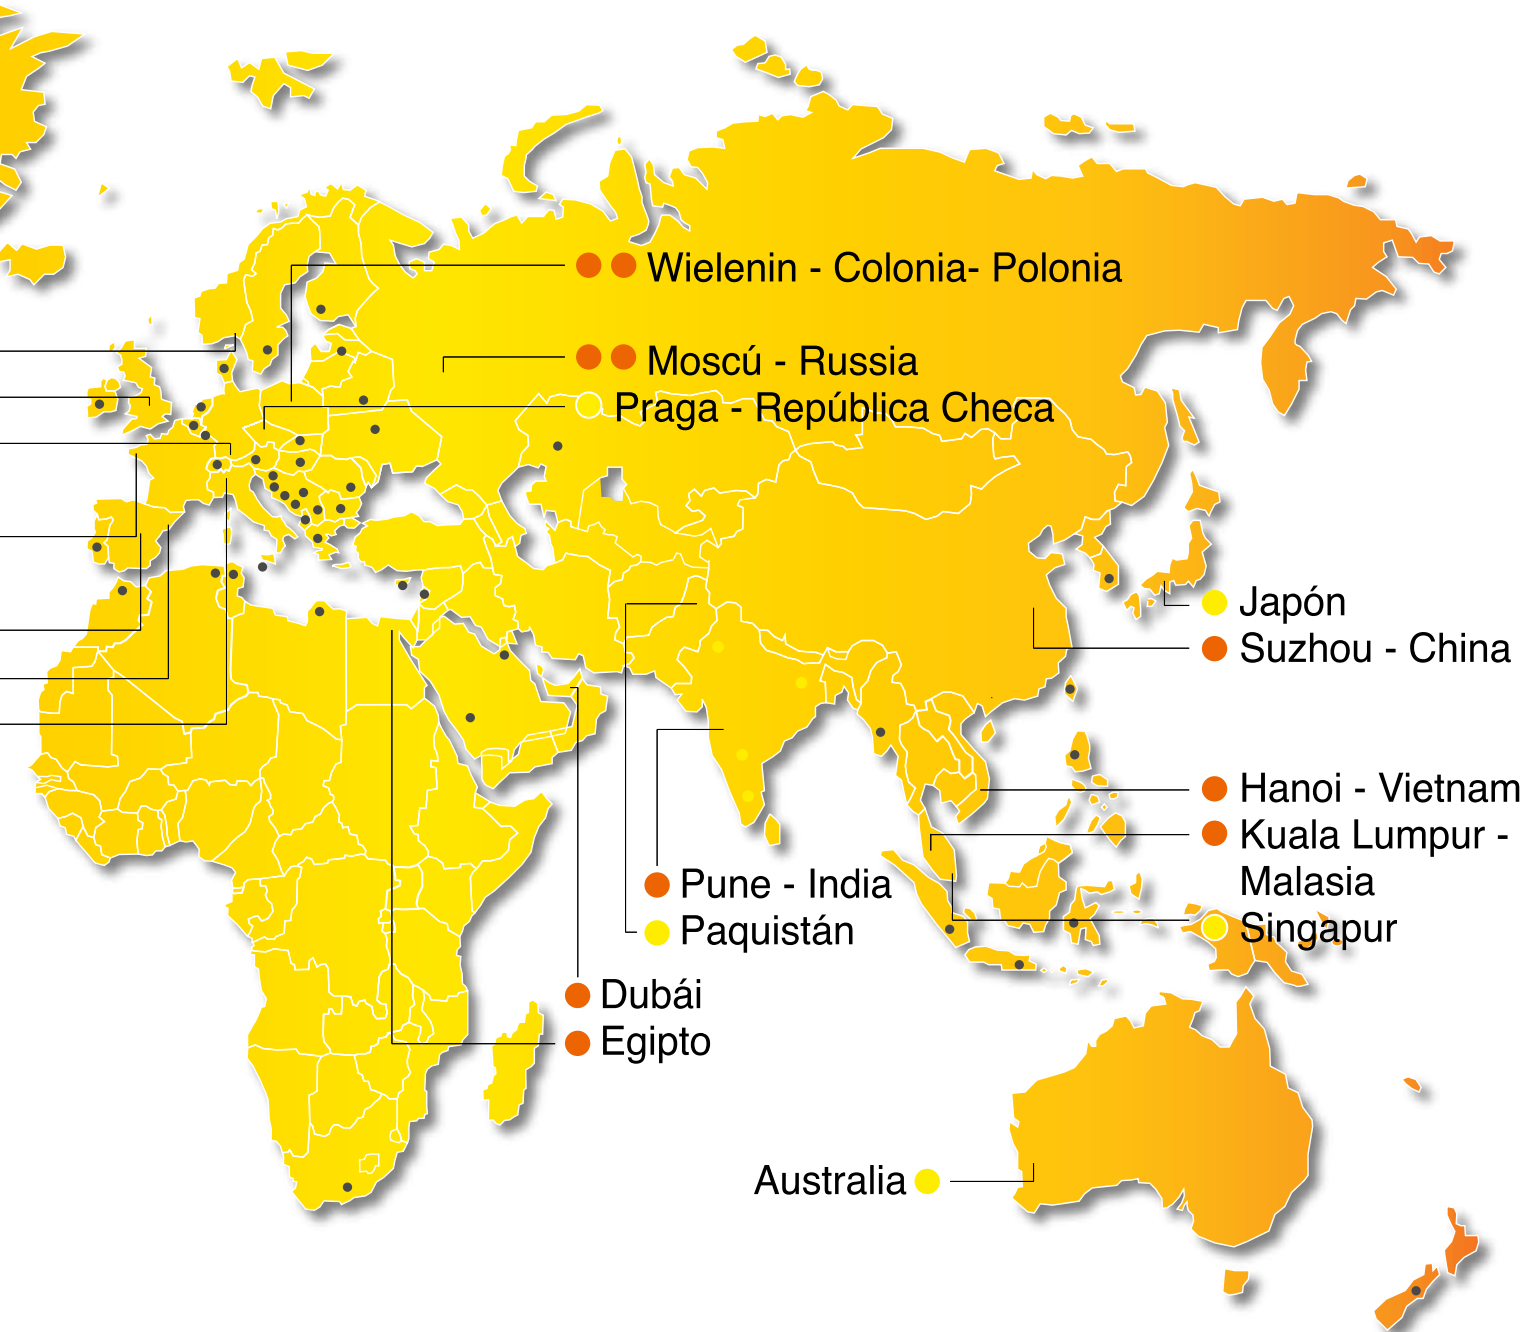 Wielenin - Colonia- Polonia
Moscú - Russia
Praga - República Checa
Japón
Suzhou - China
Hanoi - Vietnam
Kuala Lumpur -
Malasia
Singapur
Pune - India
Paquistán
Dubái
Egipto
Australia